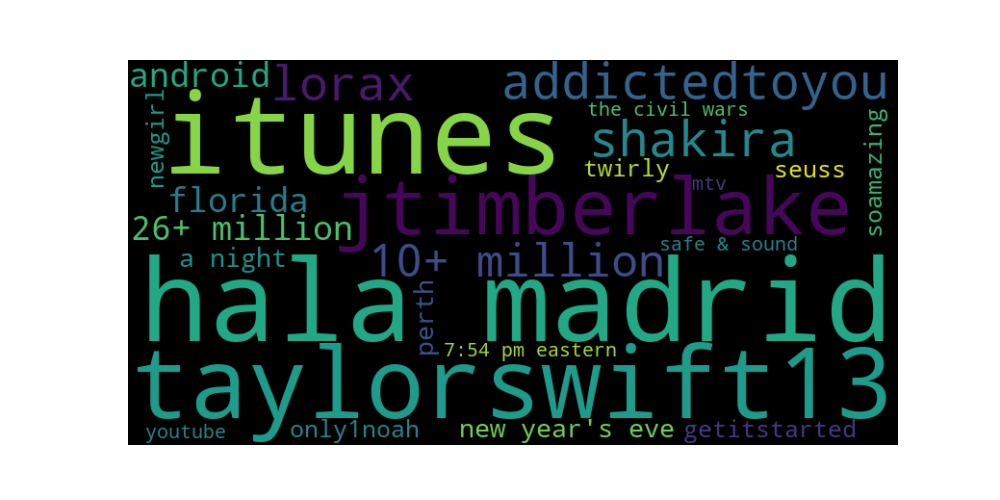 android
lorax
addictedtoyou
newgirl
itunes
the civil wars
shakira
soamazing
twirly
seuss
mtv
florida
jtimberlake
26+ million
safe & sound
a night
10+ million
hala madrid
perth
7:54 pm eastern
taylorswift13
youtube
only1noah
new year's eve
getitstarted